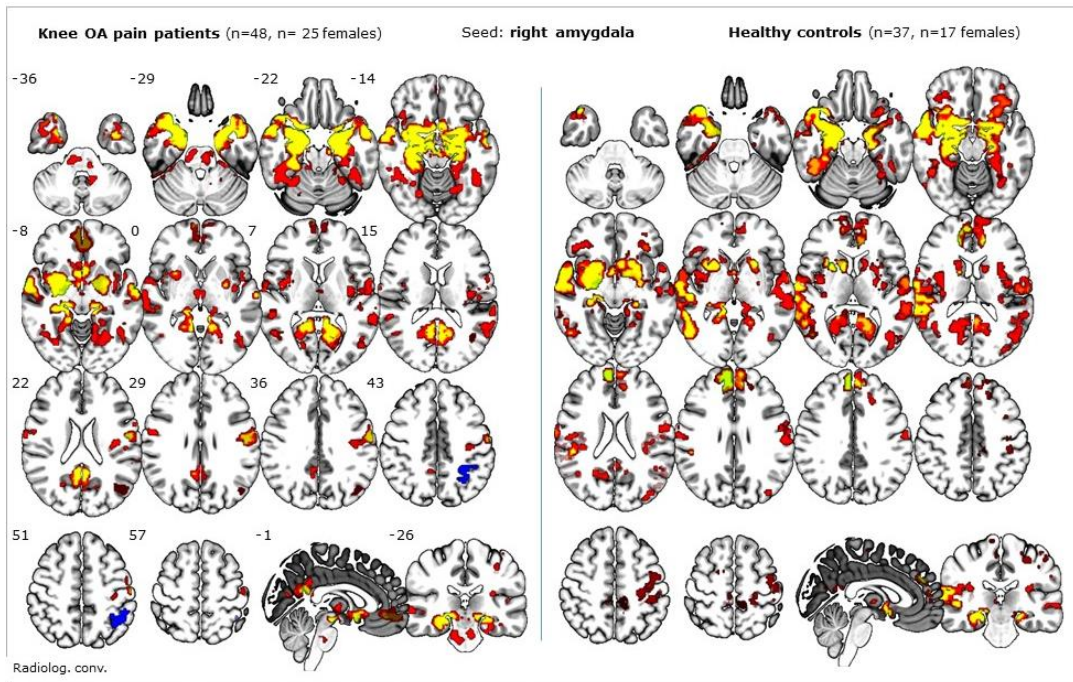 Knee OA pain patients (n=48, n= 25 females) Seed: right amygdala Healthy controls (n=37, n=17 females)
-36 -29 -22 -14
-8 0 7 15
22 29 36 43
51 57 -1 -26
Radiolog. conv.